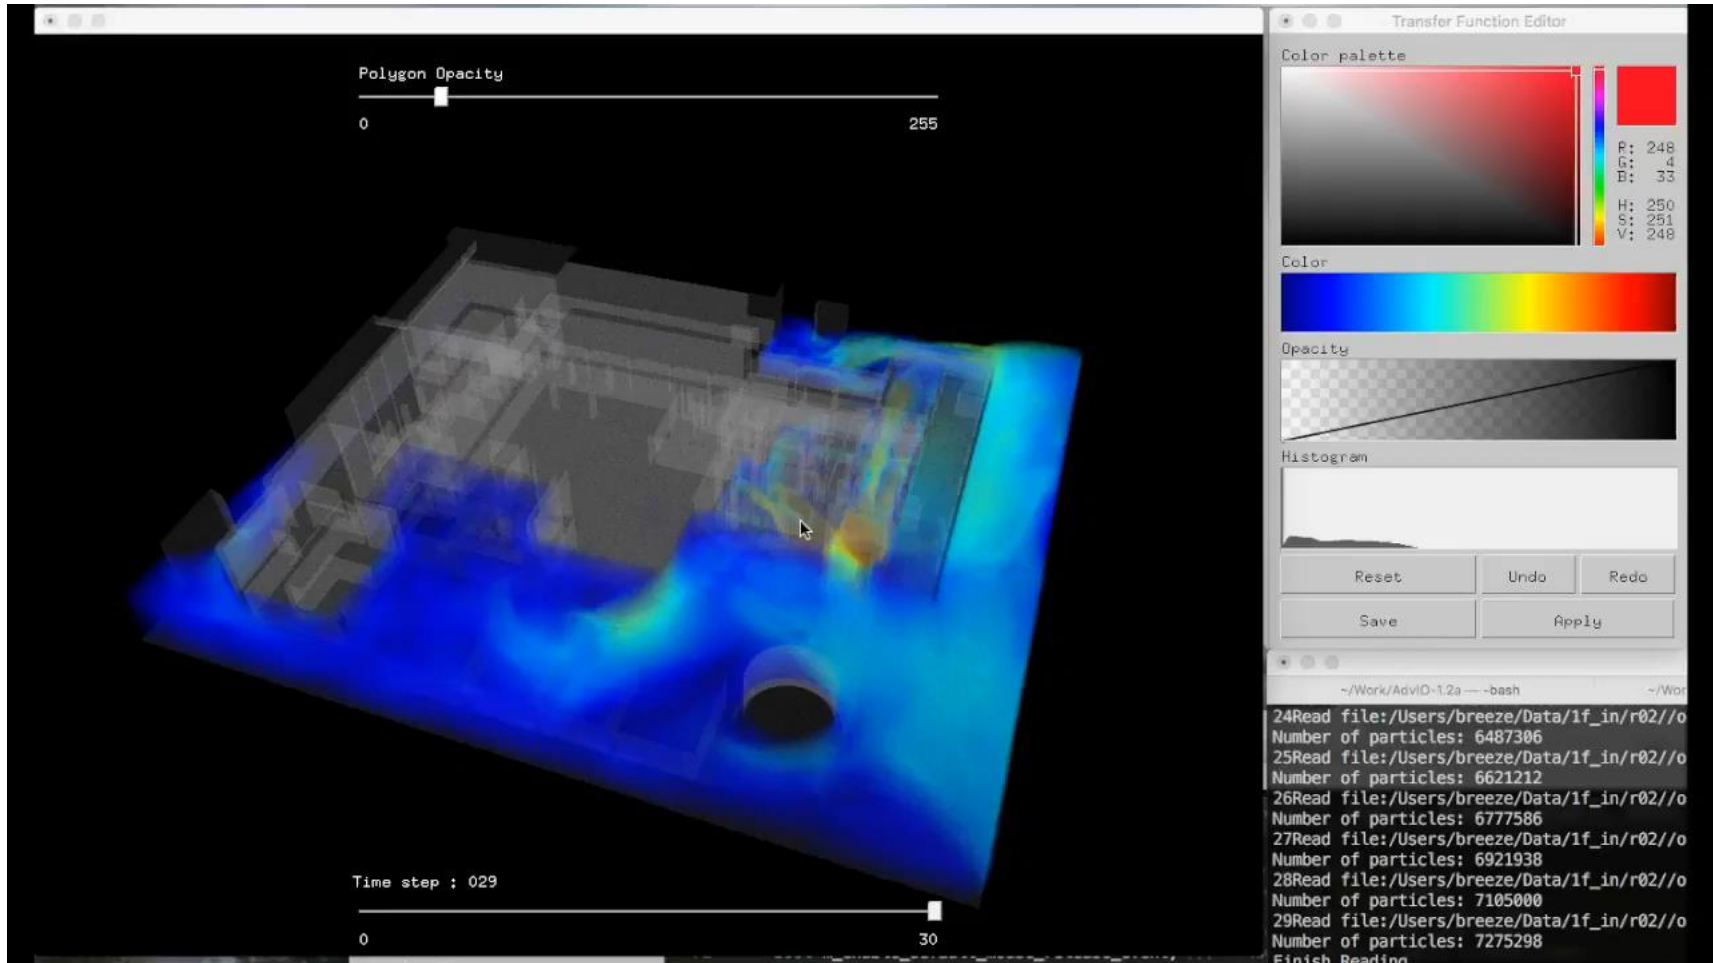 Polygon Opacity
0
255
Time step : 029
0
30
Transfer Function Editor
Color palette
R: 248
G: 4
B: 33
H: 250
S: 251
V: 248
Color
Opacity
Histogram
Reset
Undo
Redo
Save
Apply
~/Work/AdvIO-1.2a — -bash
~/Wor
24Read file:/Users/breeze/Data/1f_in/r02//o
Number of particles: 6487306
25Read file:/Users/breeze/Data/1f_in/r02//o
Number of particles: 6621212
26Read file:/Users/breeze/Data/1f_in/r02//o
Number of particles: 6777586
27Read file:/Users/breeze/Data/1f_in/r02//o
Number of particles: 6921938
28Read file:/Users/breeze/Data/1f_in/r02//o
Number of particles: 7105000
29Read file:/Users/breeze/Data/1f_in/r02//o
Number of particles: 7275298
Finish Reading